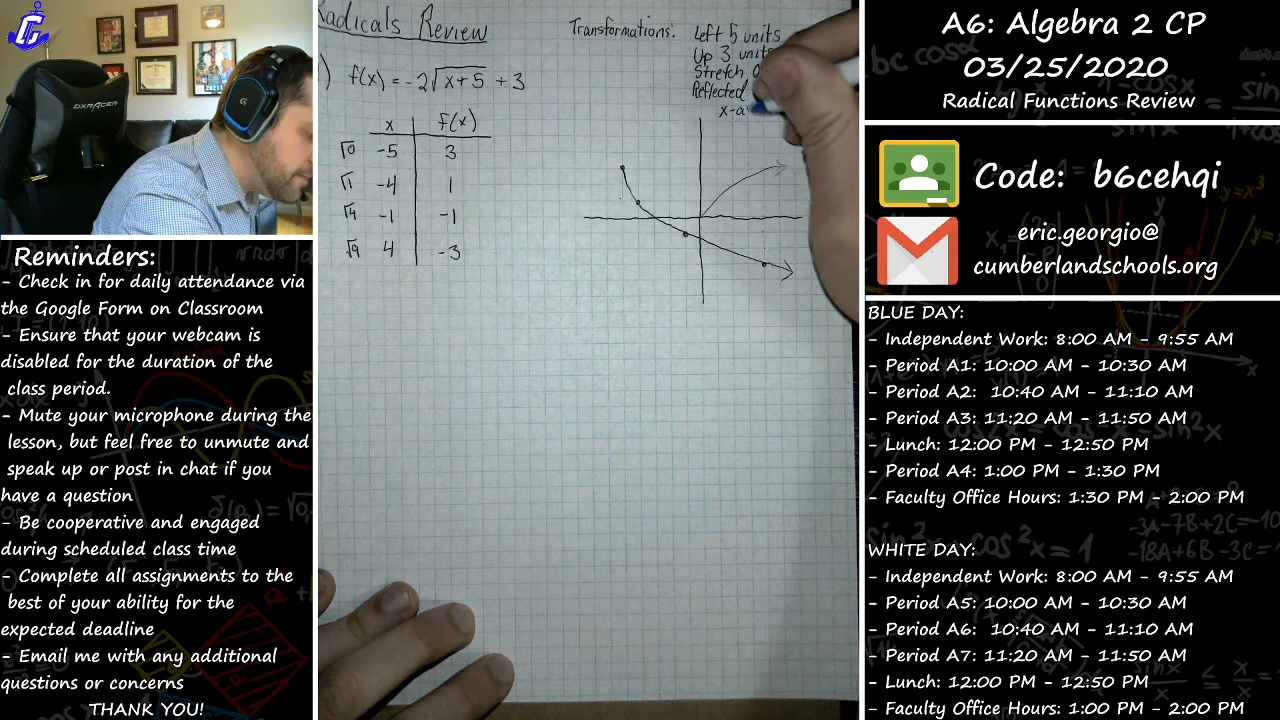 Reminders:
- Check in for daily attendance via
the Google Form on Classroom
- Ensure that your webcam is
disabled for the duration of the
class period.
- Mute your microphone during the
lesson, but feel free to unmute and
speak up or post in chat if you
have a question
- Be cooperative and engaged
during scheduled class time
- Complete all assignments to the
best of your ability for the
expected deadline
- Email me with any additional
questions or concerns
THANK YOU!
Radicals Review
f(x) = -2√(x+5) + 3
x f(x)
√0 -5 3
√1 -4 1
√4 -1 -1
√9 4 -3
Transformations:
Left 5 units
Up 3 units
Stretch
Reflected
x-a
A6: Algebra 2 CP
03/25/2020
Radical Functions Review
Code: b6cehqi
eric.georgio@
cumberlandschools.org
BLUE DAY:
- Independent Work: 8:00 AM - 9:55 AM
- Period A1: 10:00 AM - 10:30 AM
- Period A2: 10:40 AM - 11:10 AM
- Period A3: 11:20 AM - 11:50 AM
- Lunch: 12:00 PM - 12:50 PM
- Period A4: 1:00 PM - 1:30 PM
- Faculty Office Hours: 1:30 PM - 2:00 PM
WHITE DAY:
- Independent Work: 8:00 AM - 9:55 AM
- Period A5: 10:00 AM - 10:30 AM
- Period A6: 10:40 AM - 11:10 AM
- Period A7: 11:20 AM - 11:50 AM
- Lunch: 12:00 PM - 12:50 PM
- Faculty Office Hours: 1:00 PM - 2:00 PM